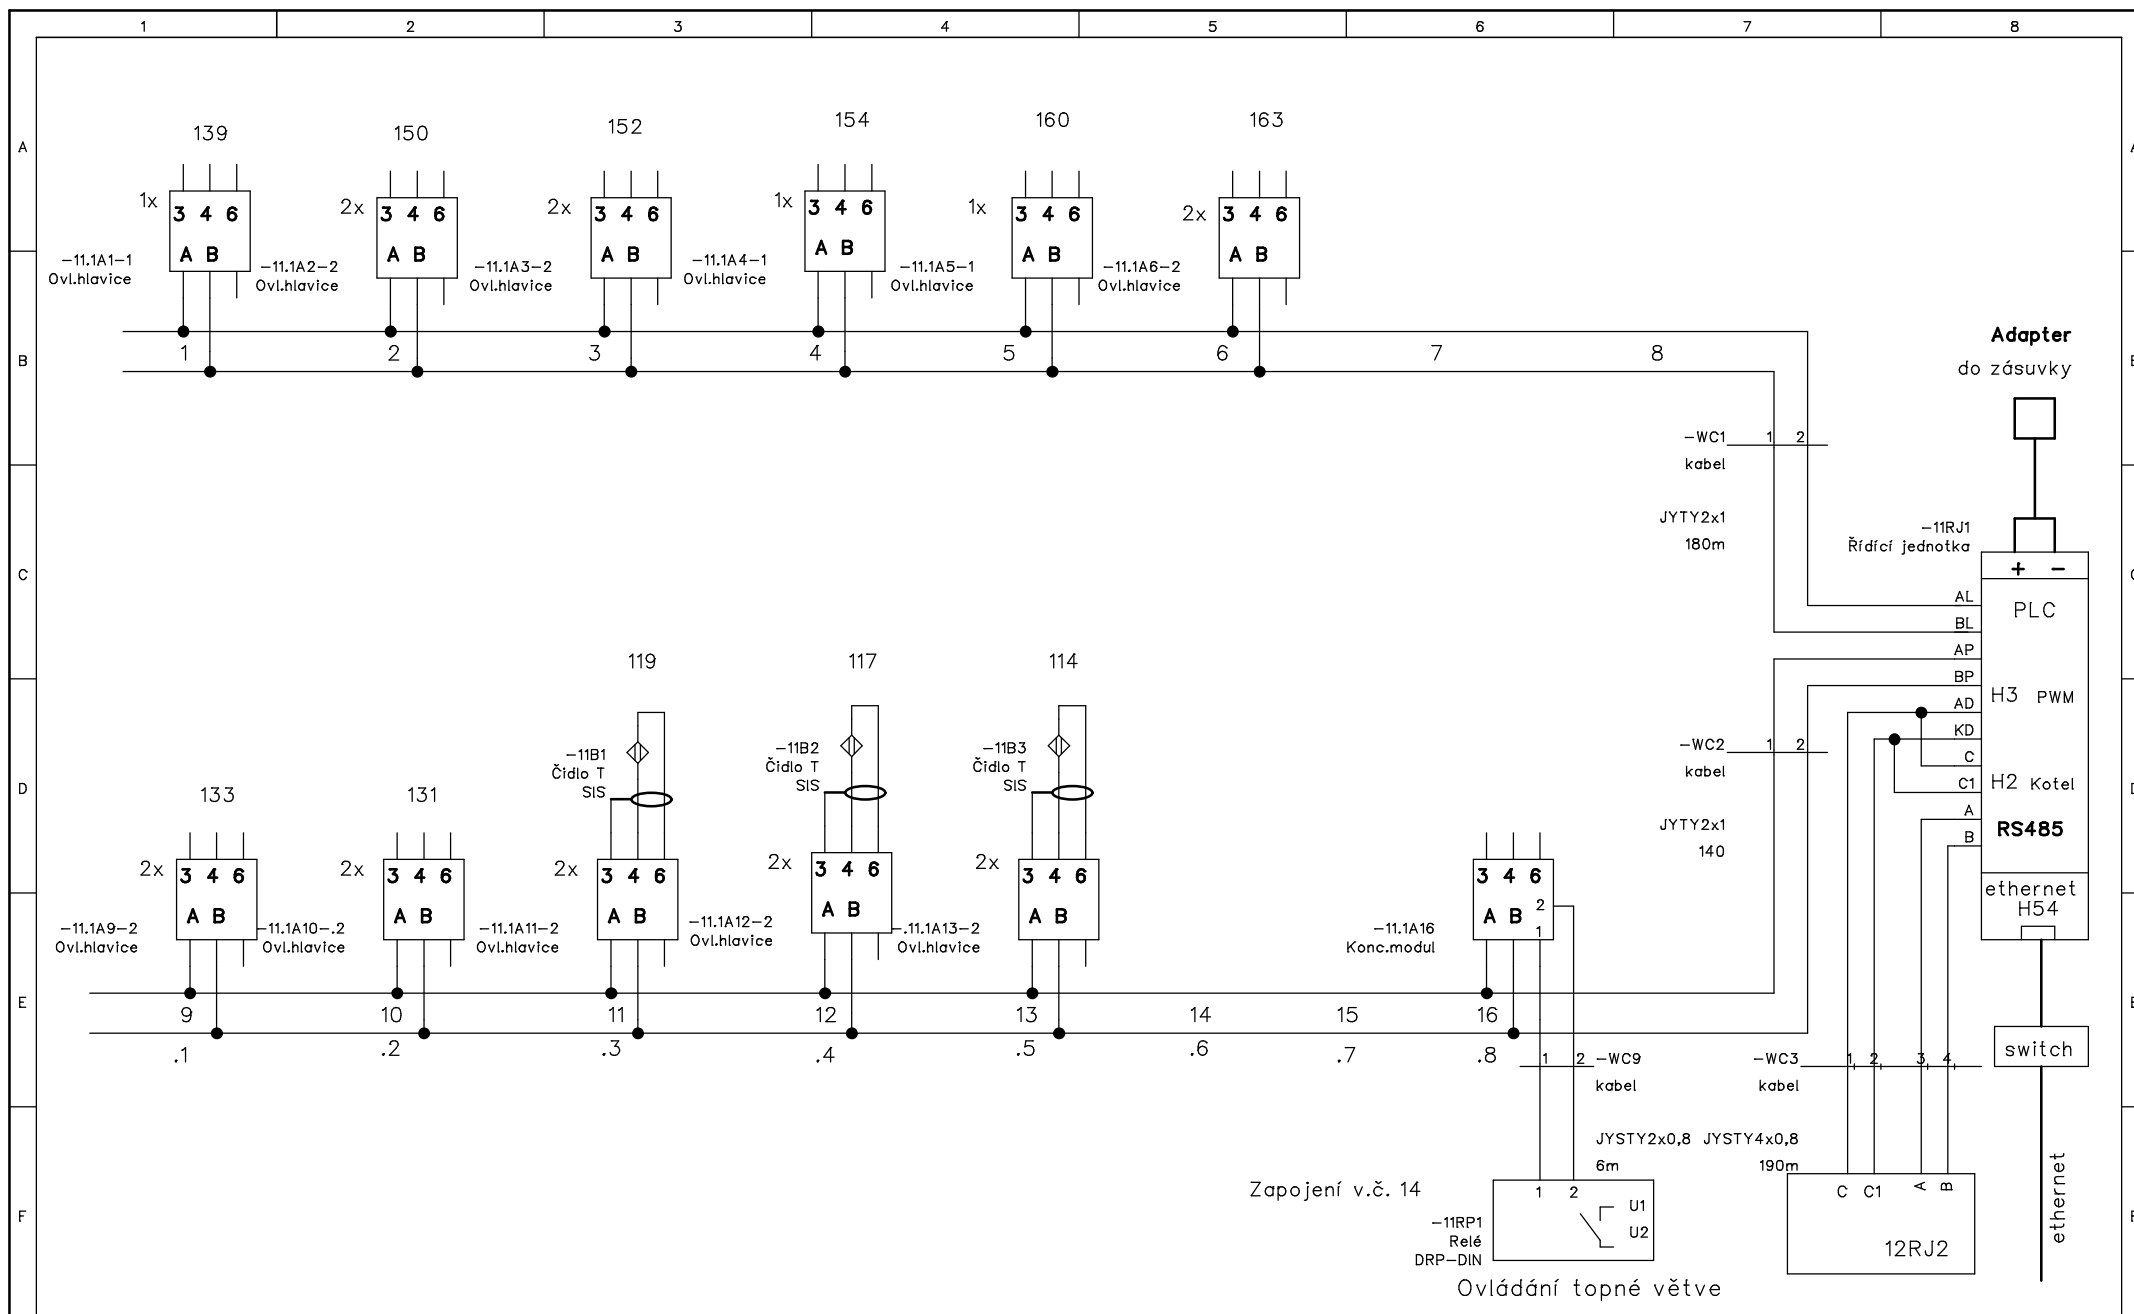 1 2 3 4 5 6 7 8
A
139 150 152 154 160 163
1x 2x 2x 1x 1x 2x
3 4 6 3 4 6 3 4 6 3 4 6 3 4 6 3 4 6
A B A B A B A B A B A B
-11.1A1-1 -11.1A2-2 -11.1A3-2 -11.1A4-1 -11.1A5-1 -11.1A6-2
Ovl.hlavice Ovl.hlavice Ovl.hlavice Ovl.hlavice Ovl.hlavice Ovl.hlavice
B
1 2 3 4 5 6 7 8
Adapter
do zásuvky
-WC1 1 2
kabel
JYTY2x1
180m
-11RJ1
Řídící jednotka
C
+ -
AL
PLC
BL
AP
BP
H3 PWM
AD
KD
C
C1
H2 Kotel
A
RS485
B
ethernet
H54
switch
ethernet
119 117 114
-11B1
Čidlo T
SIS
-11B2
Čidlo T
SIS
-11B3
Čidlo T
SIS
-WC2 1 2
kabel
JYTY2x1
140
D
133 131
2x 2x 2x 2x 2x
3 4 6 3 4 6 3 4 6 3 4 6 3 4 6 3 4 6
A B A B A B A B A B A B
2
1
-11.1A9-2 -11.1A10-.2 -11.1A11-2 -11.1A12-2 -.11.1A13-2 -11.1A16
Ovl.hlavice Ovl.hlavice Ovl.hlavice Ovl.hlavice Ovl.hlavice Konc.modul
E
9 10 11 12 13 14 15 16
.1 .2 .3 .4 .5 .6 .7 .8
1 2 -WC9
kabel
JYSTY2x0,8
6m
-WC3 1 2 3 4
kabel
JYSTY4x0,8
190m
F
Zapojení v.č. 14
1 2
U1
U2
-11RP1
Relé
DRP-DIN
Ovládání topné větve
C C1 A B
12RJ2